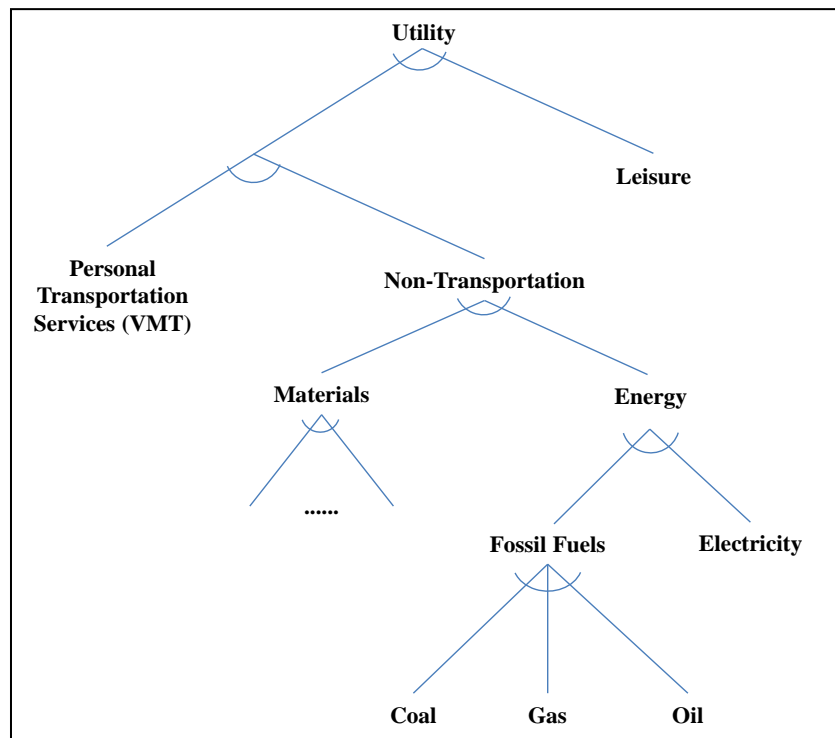 Utility
Leisure
Personal
Transportation
Services (VMT)
Non-Transportation
Materials
Energy
......
Fossil Fuels
Electricity
Coal
Gas
Oil